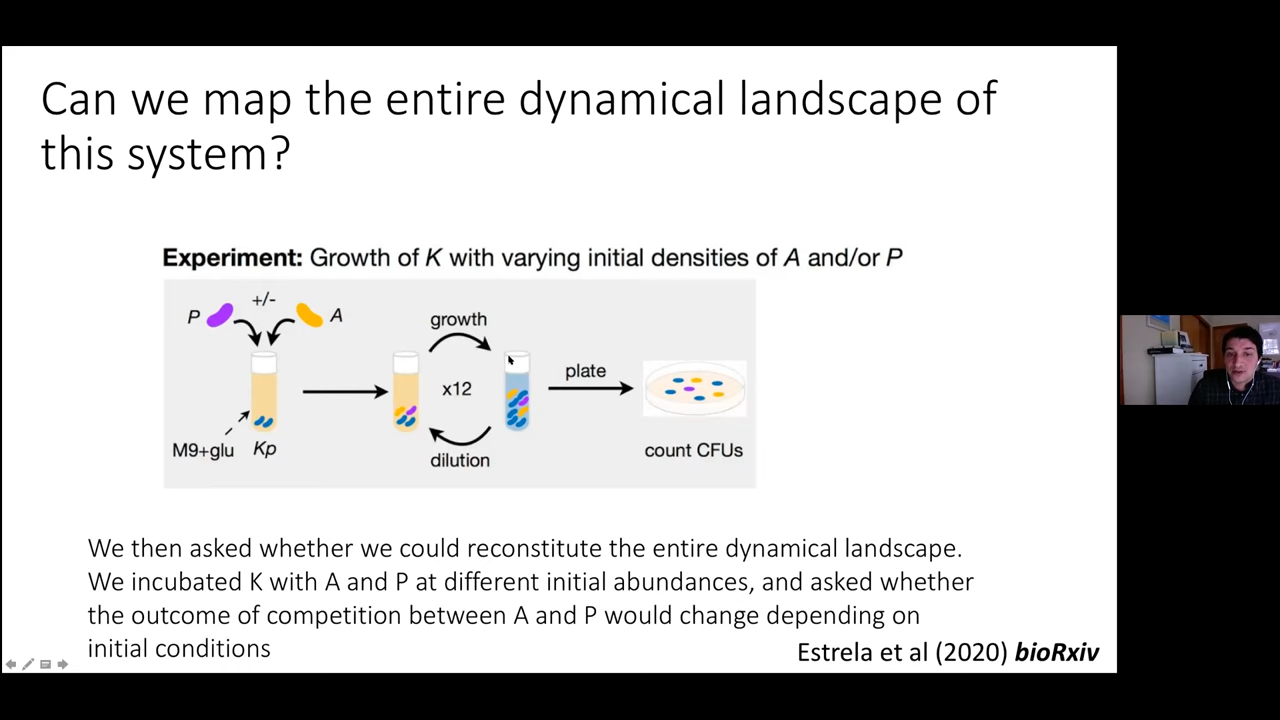 Can we map the entire dynamical landscape of
this system?
Experiment: Growth of K with varying initial densities of A and/or P
P
+/-
A
growth
x12
dilution
plate
M9+glu
Kp
count CFUs
We then asked whether we could reconstitute the entire dynamical landscape.
We incubated K with A and P at different initial abundances, and asked whether
the outcome of competition between A and P would change depending on
initial conditions
Estrela et al (2020) bioRxiv